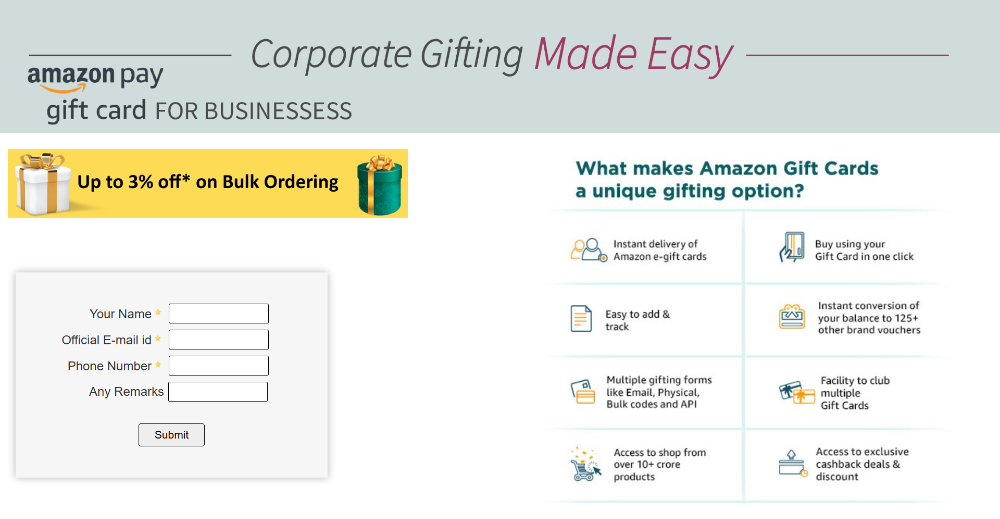 Corporate Gifting Made Easy
amazon pay
gift card FOR BUSINESSESS
Up to 3% off* on Bulk Ordering
Your Name *
Official E-mail id *
Phone Number *
Any Remarks
Submit
What makes Amazon Gift Cards
a unique gifting option?
Instant delivery of
Amazon e-gift cards
Buy using your
Gift Card in one click
Easy to add &
track
Instant conversion of
your balance to 125+
other brand vouchers
Multiple gifting forms
like Email, Physical,
Bulk codes and API
Facility to club
multiple
Gift Cards
Access to shop from
over 10+ crore
products
Access to exclusive
cashback deals &
discount